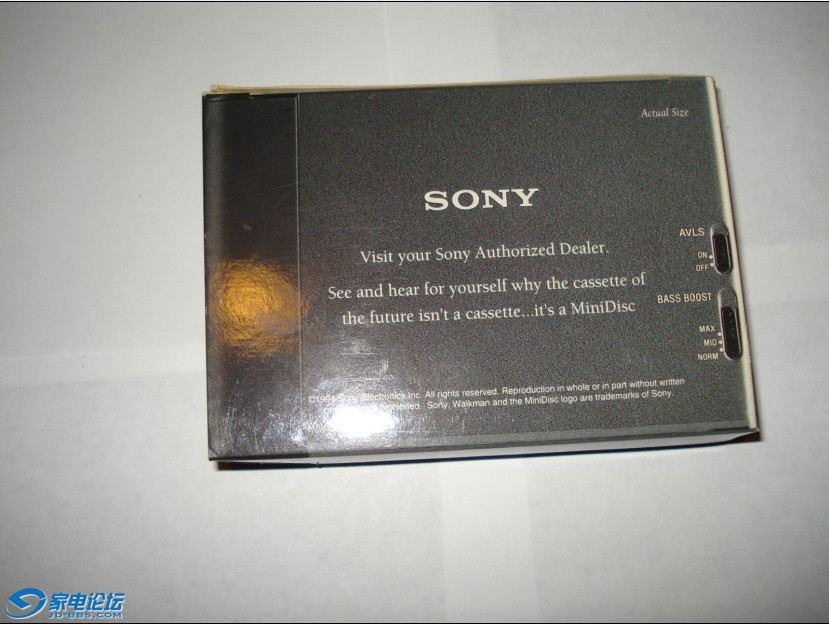 Actual Size
SONY
AVLS
Visit your Sony Authorized Dealer.
ON
OFF
See and hear for yourself why the cassette of
the future isn't a cassette...it's a MiniDisc
BASS BOOST
MAX
MID
NORM
Sony Electronics Inc. All rights reserved. Reproduction in whole or in part without written
Sony, Walkman and the MiniDisc logo are trademarks of Sony.
家电论坛
JD-BBS.COM